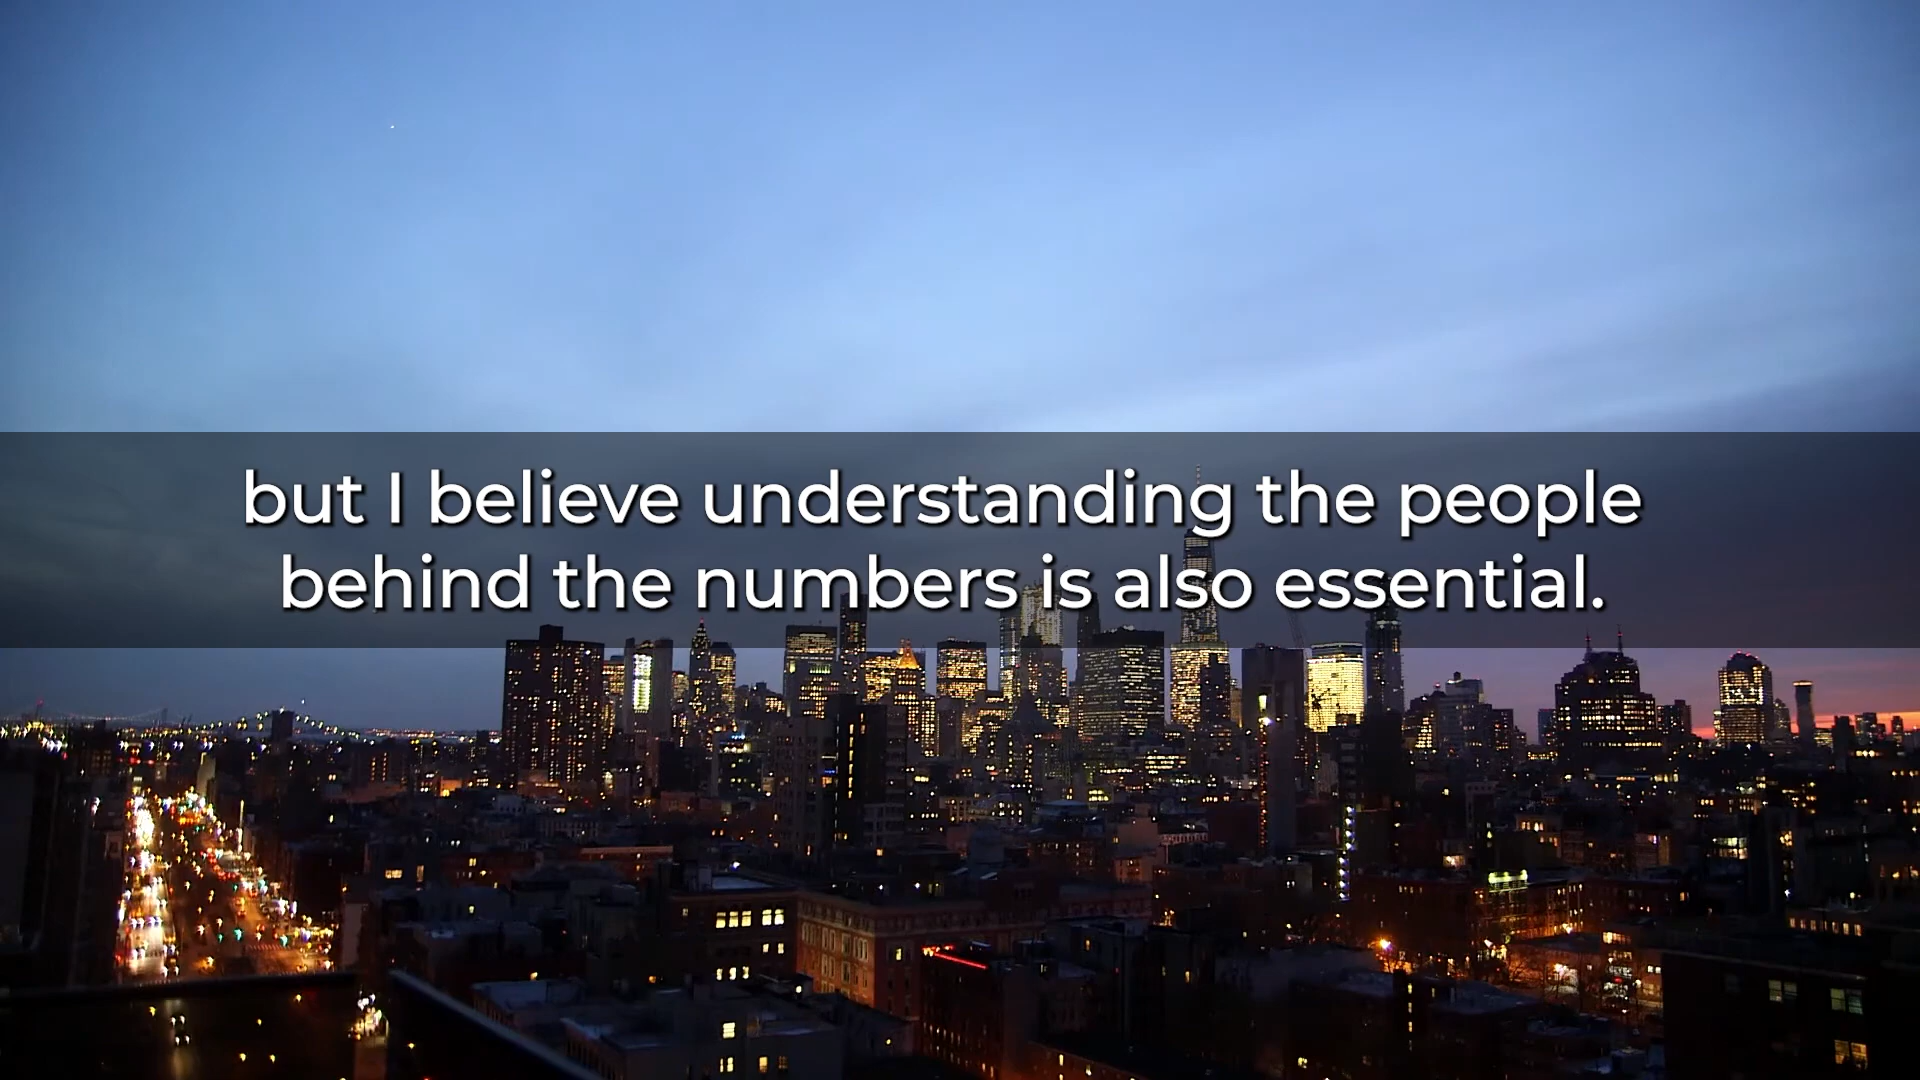 but I believe understanding the people
behind the numbers is also essential.